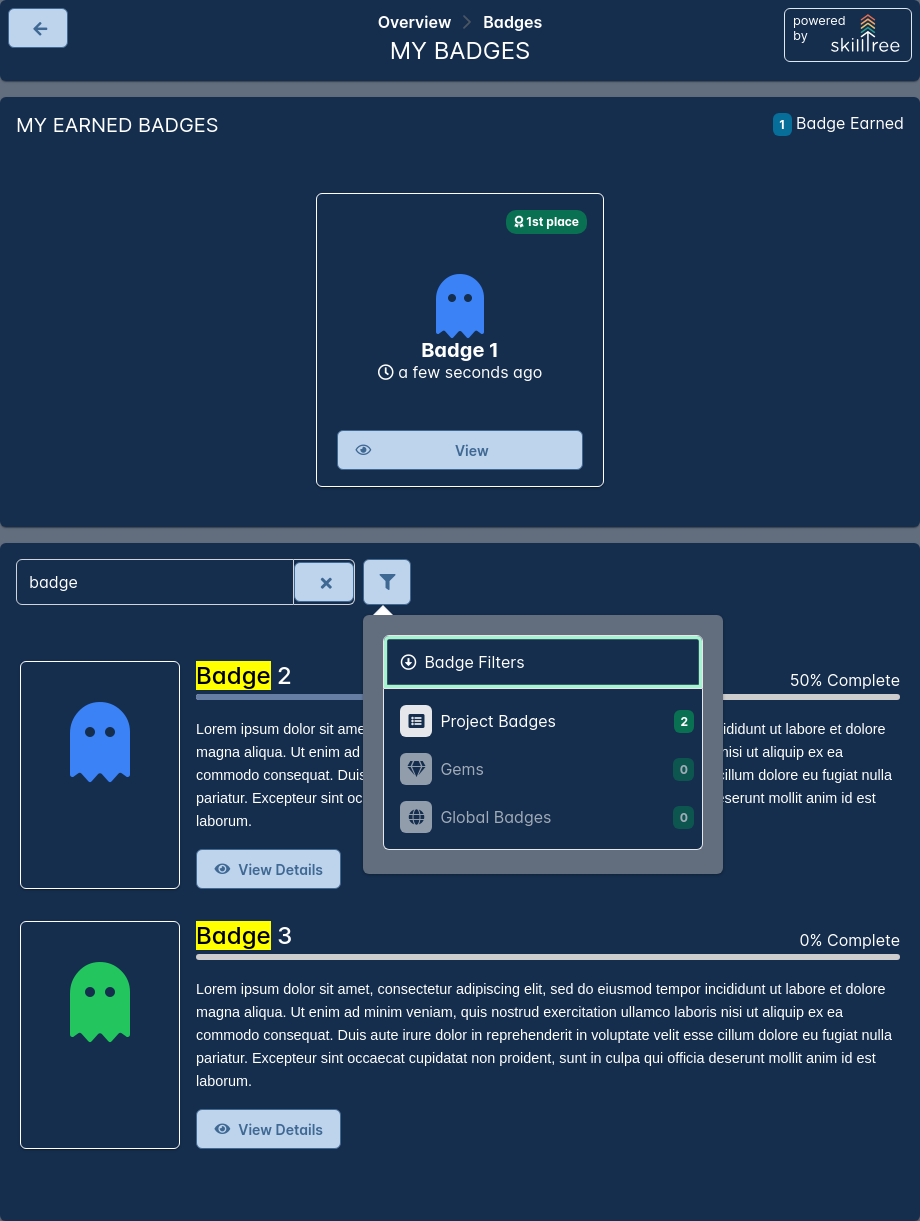 Overview > Badges
MY BADGES
powered
by
skilltree
MY EARNED BADGES
1 Badge Earned
1st place
Badge 1
a few seconds ago
View
badge
Badge 2
50% Complete
Lorem ipsum dolor sit ame
ididunt ut labore et dolore
magna aliqua. Ut enim ad
nisi ut aliquip ex ea
commodo consequat. Duis
cillum dolore eu fugiat nulla
pariatur. Excepteur sint oc
eserunt mollit anim id est
laborum.
View Details
Badge Filters
Project Badges 2
Gems 0
Global Badges 0
Badge 3
0% Complete
Lorem ipsum dolor sit amet, consectetur adipiscing elit, sed do eiusmod tempor incididunt ut labore et dolore
magna aliqua. Ut enim ad minim veniam, quis nostrud exercitation ullamco laboris nisi ut aliquip ex ea
commodo consequat. Duis aute irure dolor in reprehenderit in voluptate velit esse cillum dolore eu fugiat nulla
pariatur. Excepteur sint occaecat cupidatat non proident, sunt in culpa qui officia deserunt mollit anim id est
laborum.
View Details